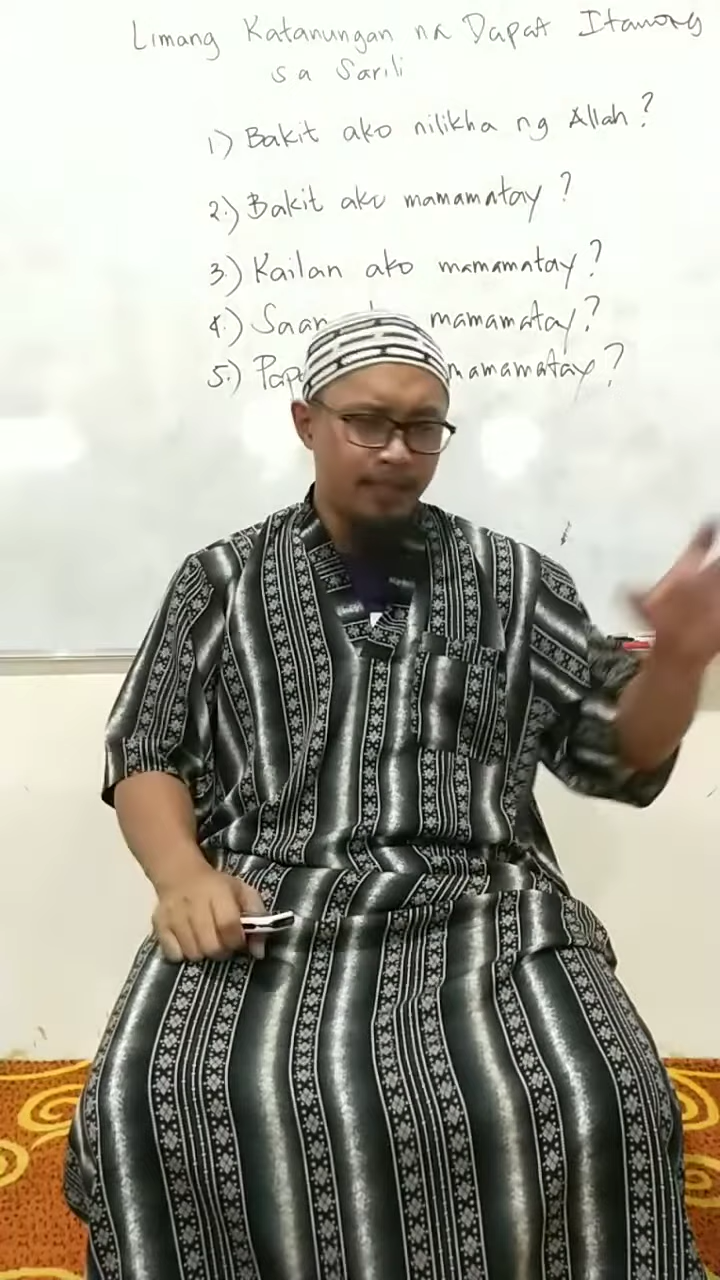 Limang Katanungan na Dapat Itanong
sa Sarili
1) Bakit ako nilikha ng Allah?
2.) Bakit ako mamamatay?
3.) Kailan ako mamamatay?
4.) Saan mamamatay?
5.) mamamatay?